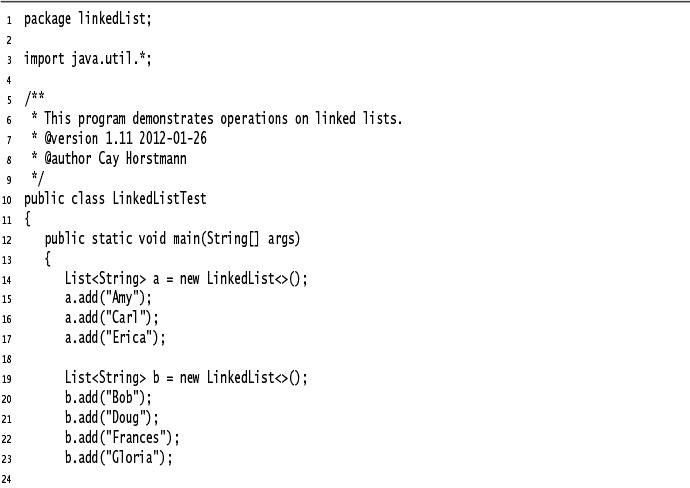 1 package linkedList;
2
3 import java.util.*;
4
5 /**
6  * This program demonstrates operations on linked lists.
7  * @version 1.11 2012-01-26
8  * @author Cay Horstmann
9  */
10 public class LinkedListTest
11 {
12    public static void main(String[] args)
13    {
14       List<String> a = new LinkedList<>();
15       a.add("Amy");
16       a.add("Carl");
17       a.add("Erica");
18
19       List<String> b = new LinkedList<>();
20       b.add("Bob");
21       b.add("Doug");
22       b.add("Frances");
23       b.add("Gloria");
24